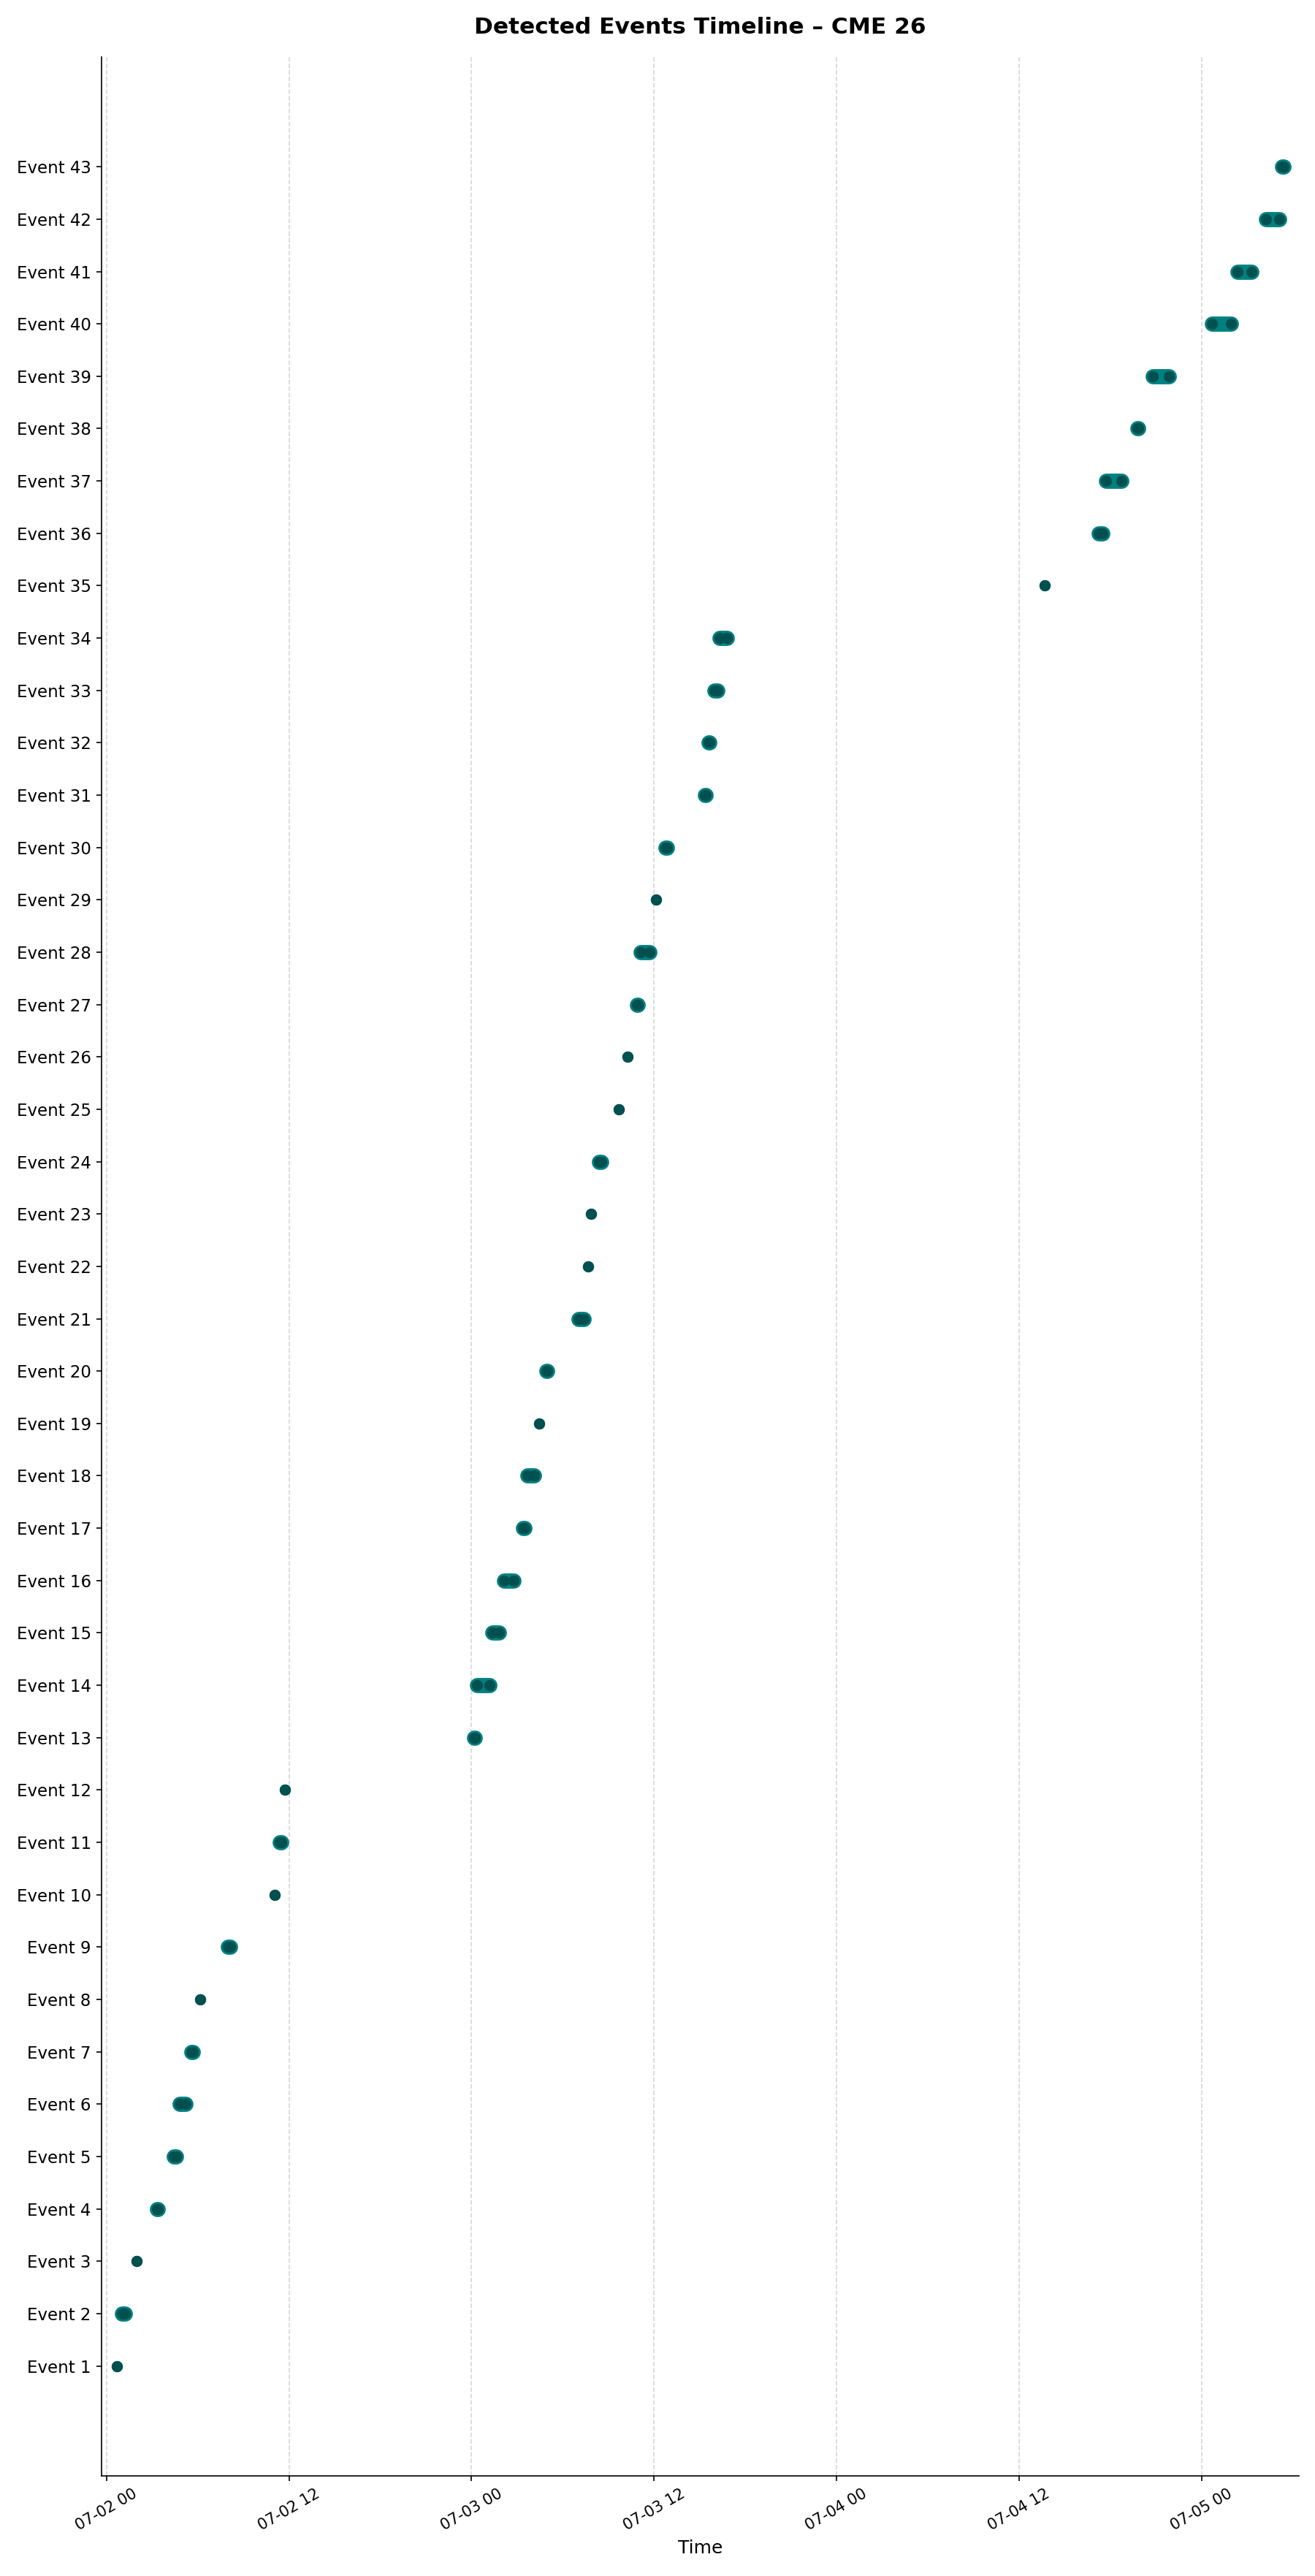 Detected Events Timeline – CME 26
Event 43
Event 42
Event 41
Event 40
Event 39
Event 38
Event 37
Event 36
Event 35
Event 34
Event 33
Event 32
Event 31
Event 30
Event 29
Event 28
Event 27
Event 26
Event 25
Event 24
Event 23
Event 22
Event 21
Event 20
Event 19
Event 18
Event 17
Event 16
Event 15
Event 14
Event 13
Event 12
Event 11
Event 10
Event 9
Event 8
Event 7
Event 6
Event 5
Event 4
Event 3
Event 2
Event 1
07-02 00
07-02 12
07-03 00
07-03 12
07-04 00
07-04 12
07-05 00
Time